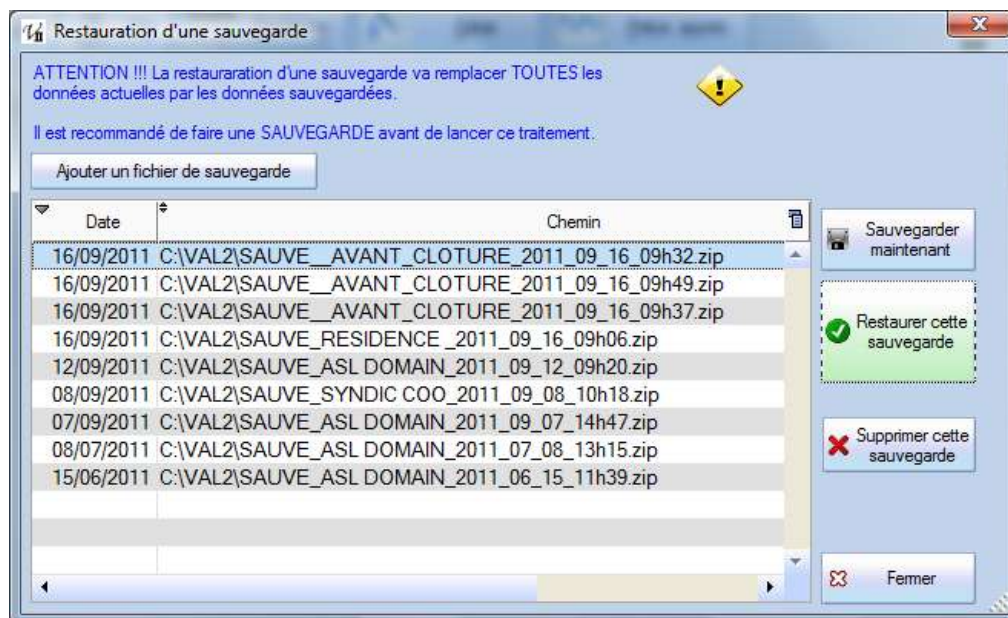 Restauration d'une sauvegarde
ATTENTION !!! La restauraration d'une sauvegarde va remplacer TOUTES les
données actuelles par les données sauvegardées.
Il est recommandé de faire une SAUVEGARDE avant de lancer ce traitement.
Ajouter un fichier de sauvegarde
Date Chemin
16/09/2011 C:\VAL2\SAUVE__AVANT_CLOTURE_2011_09_16_09h32.zip
16/09/2011 C:\VAL2\SAUVE__AVANT_CLOTURE_2011_09_16_09h49.zip
16/09/2011 C:\VAL2\SAUVE__AVANT_CLOTURE_2011_09_16_09h37.zip
16/09/2011 C:\VAL2\SAUVE_RESIDENCE _2011_09_16_09h06.zip
12/09/2011 C:\VAL2\SAUVE_ASL DOMAIN_2011_09_12_09h20.zip
08/09/2011 C:\VAL2\SAUVE_SYNDIC COO_2011_09_08_10h18.zip
07/09/2011 C:\VAL2\SAUVE_ASL DOMAIN_2011_09_07_14h47.zip
08/07/2011 C:\VAL2\SAUVE_ASL DOMAIN_2011_07_08_13h15.zip
15/06/2011 C:\VAL2\SAUVE_ASL DOMAIN_2011_06_15_11h39.zip
Sauvegarder
maintenant
Restaurer cette
sauvegarde
Supprimer cette
sauvegarde
Fermer